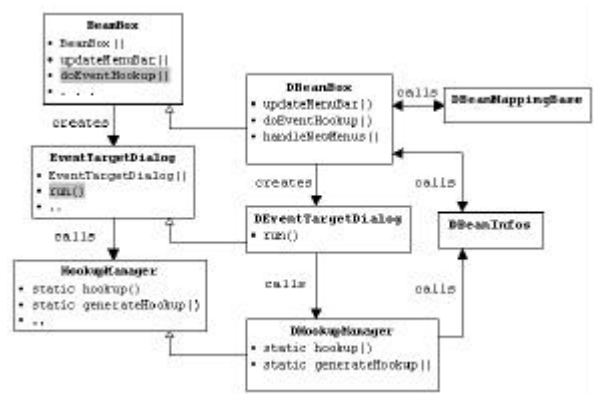 BeanBox
• BeanBox()
• updateMenuBar()
• doEventHookup()
• . . .
creates
EventTargetDialog
• EventTargetDialog()
• run()
• ..
calls
HookupManager
• static hookup()
• static generateHookup()
• ..
DBeanBox
• updateMenuBar()
• doEventHookup()
• handleNetMenus()
calls
DBeanMappingBase
creates
calls
DEventTargetDialog
• run()
DBeanInfos
calls
calls
DHookupManager
• static hookup()
• static generateHookup()